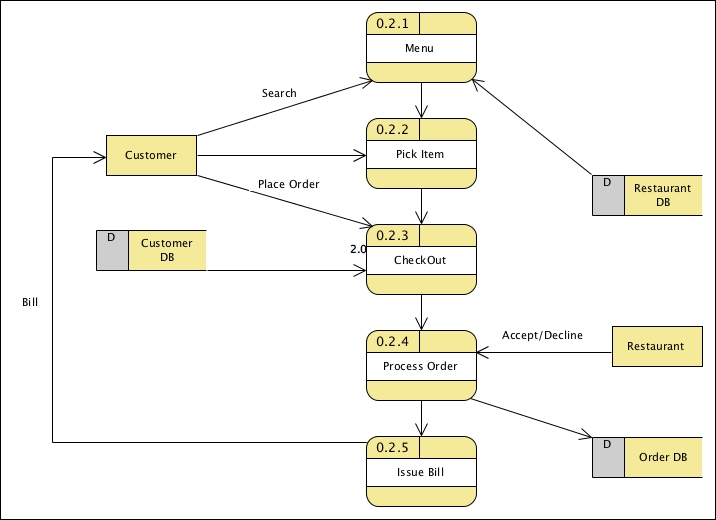 0.2.1
Menu
Search
0.2.2
Pick Item
Customer
Place Order
D
Restaurant
DB
D
Customer
DB
2.0
0.2.3
CheckOut
Bill
0.2.4
Process Order
Accept/Decline
Restaurant
0.2.5
Issue Bill
D
Order DB